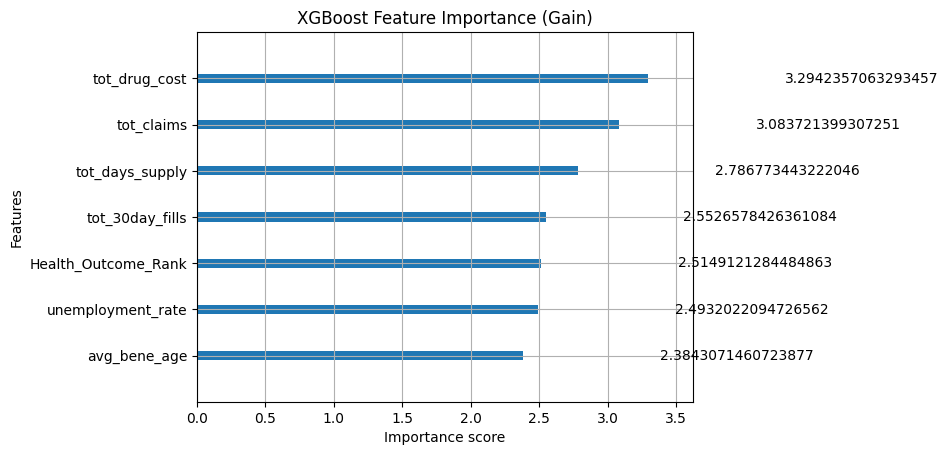 XGBoost Feature Importance (Gain)
tot_drug_cost 3.2942357063293457
tot_claims 3.083721399307251
tot_days_supply 2.786773443222046
tot_30day_fills 2.5526578426361084
Health_Outcome_Rank 2.5149121284484863
unemployment_rate 2.4932022094726562
avg_bene_age 2.3843071460723877
Features
0.0 0.5 1.0 1.5 2.0 2.5 3.0 3.5
Importance score